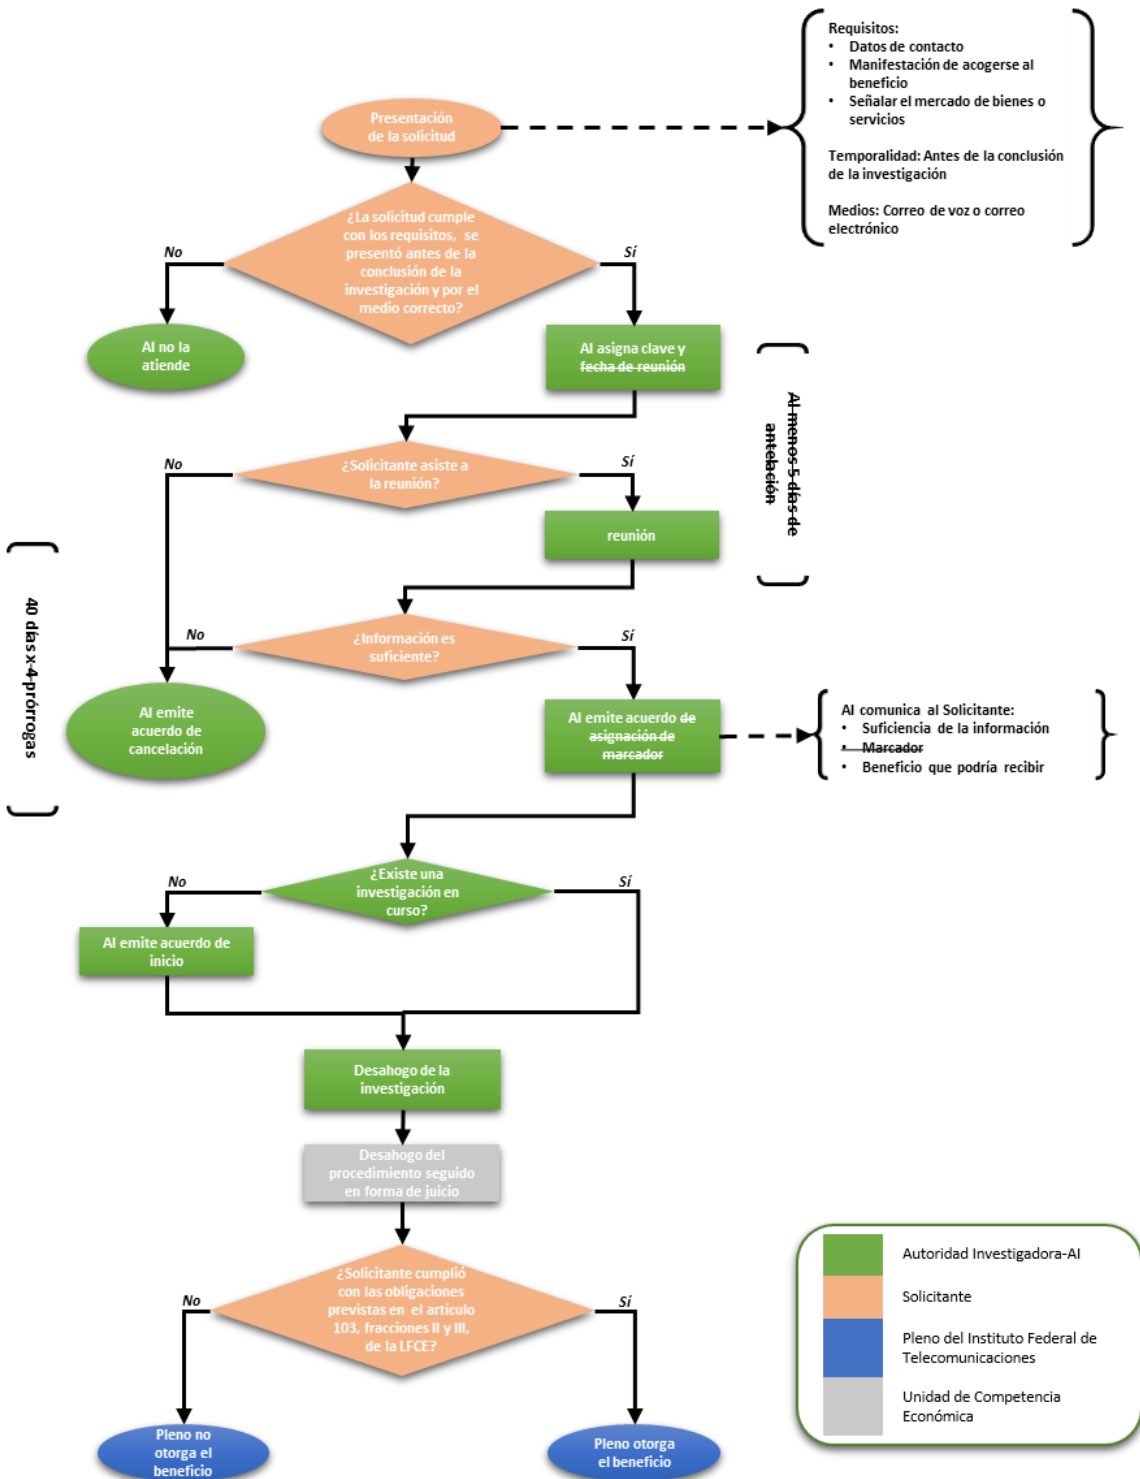 Requisitos:
• Datos de contacto
• Manifestación de acogerse al
beneficio
• Señalar el mercado de bienes o
servicios
Temporalidad: Antes de la conclusión
de la investigación
Medios: Correo de voz o correo
electrónico
Presentación
de la solicitud
¿La solicitud cumple
con los requisitos, se
presentó antes de la
conclusión de la
investigación y por el
medio correcto?
No
Sí
AI no la
atiende
AI asigna clave y
fecha de reunión
Al menos 5 días de
antelación
¿Solicitante asiste a
la reunión?
No
Sí
reunión
40 días x 4 prórrogas
¿Información es
suficiente?
No
Sí
AI emite
acuerdo de
cancelación
AI emite acuerdo de
asignación de
marcador
AI comunica al Solicitante:
• Suficiencia de la información
• Marcador
• Beneficio que podría recibir
¿Existe una
investigación en
curso?
No
Sí
AI emite acuerdo de
inicio
Desahogo de la
investigación
Desahogo del
procedimiento seguido
en forma de juicio
¿Solicitante cumplió
con las obligaciones
previstas en el artículo
103, fracciones II y III,
de la LFCE?
No
Sí
Pleno no
otorga el
beneficio
Pleno otorga
el beneficio
Autoridad Investigadora-AI
Solicitante
Pleno del Instituto Federal de
Telecomunicaciones
Unidad de Competencia
Económica